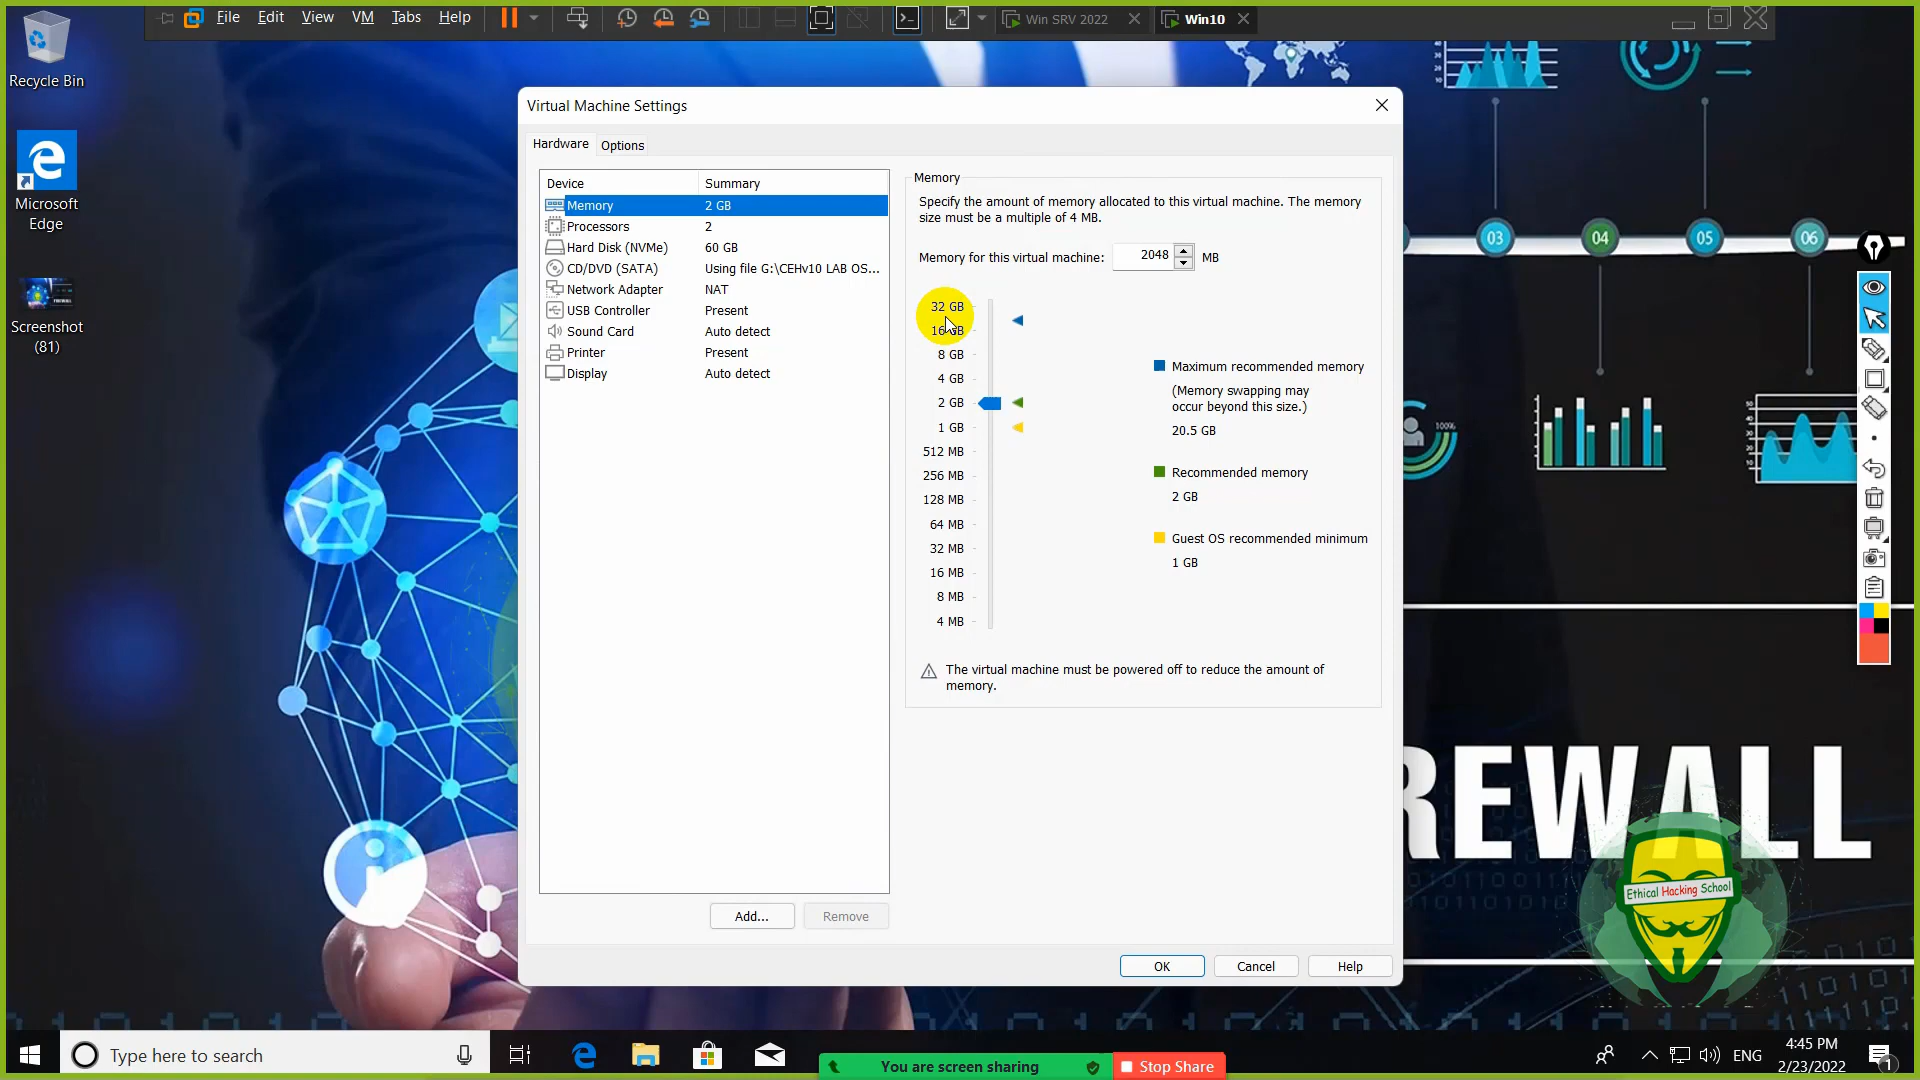 File Edit View VM Tabs Help
Win SRV 2022
Win10
Recycle Bin
Microsoft
Edge
Screenshot
(81)
Virtual Machine Settings
Hardware
Options
Device Summary
Memory 2 GB
Processors 2
Hard Disk (NVMe) 60 GB
CD/DVD (SATA) Using file G:\CEHv10 LAB OS...
Network Adapter NAT
USB Controller Present
Sound Card Auto detect
Printer Present
Display Auto detect
Add...
Remove
Memory
Specify the amount of memory allocated to this virtual machine. The memory
size must be a multiple of 4 MB.
Memory for this virtual machine: 2048 MB
32 GB
16 GB
8 GB
4 GB
2 GB
1 GB
512 MB
256 MB
128 MB
64 MB
32 MB
16 MB
8 MB
4 MB
Maximum recommended memory
(Memory swapping may
occur beyond this size.)
20.5 GB
Recommended memory
2 GB
Guest OS recommended minimum
1 GB
The virtual machine must be powered off to reduce the amount of
memory.
OK
Cancel
Help
03
04
05
06
100%
REWALL
Ethical Hacking School
Type here to search
You are screen sharing
Stop Share
ENG
4:45 PM
2/23/2022
1